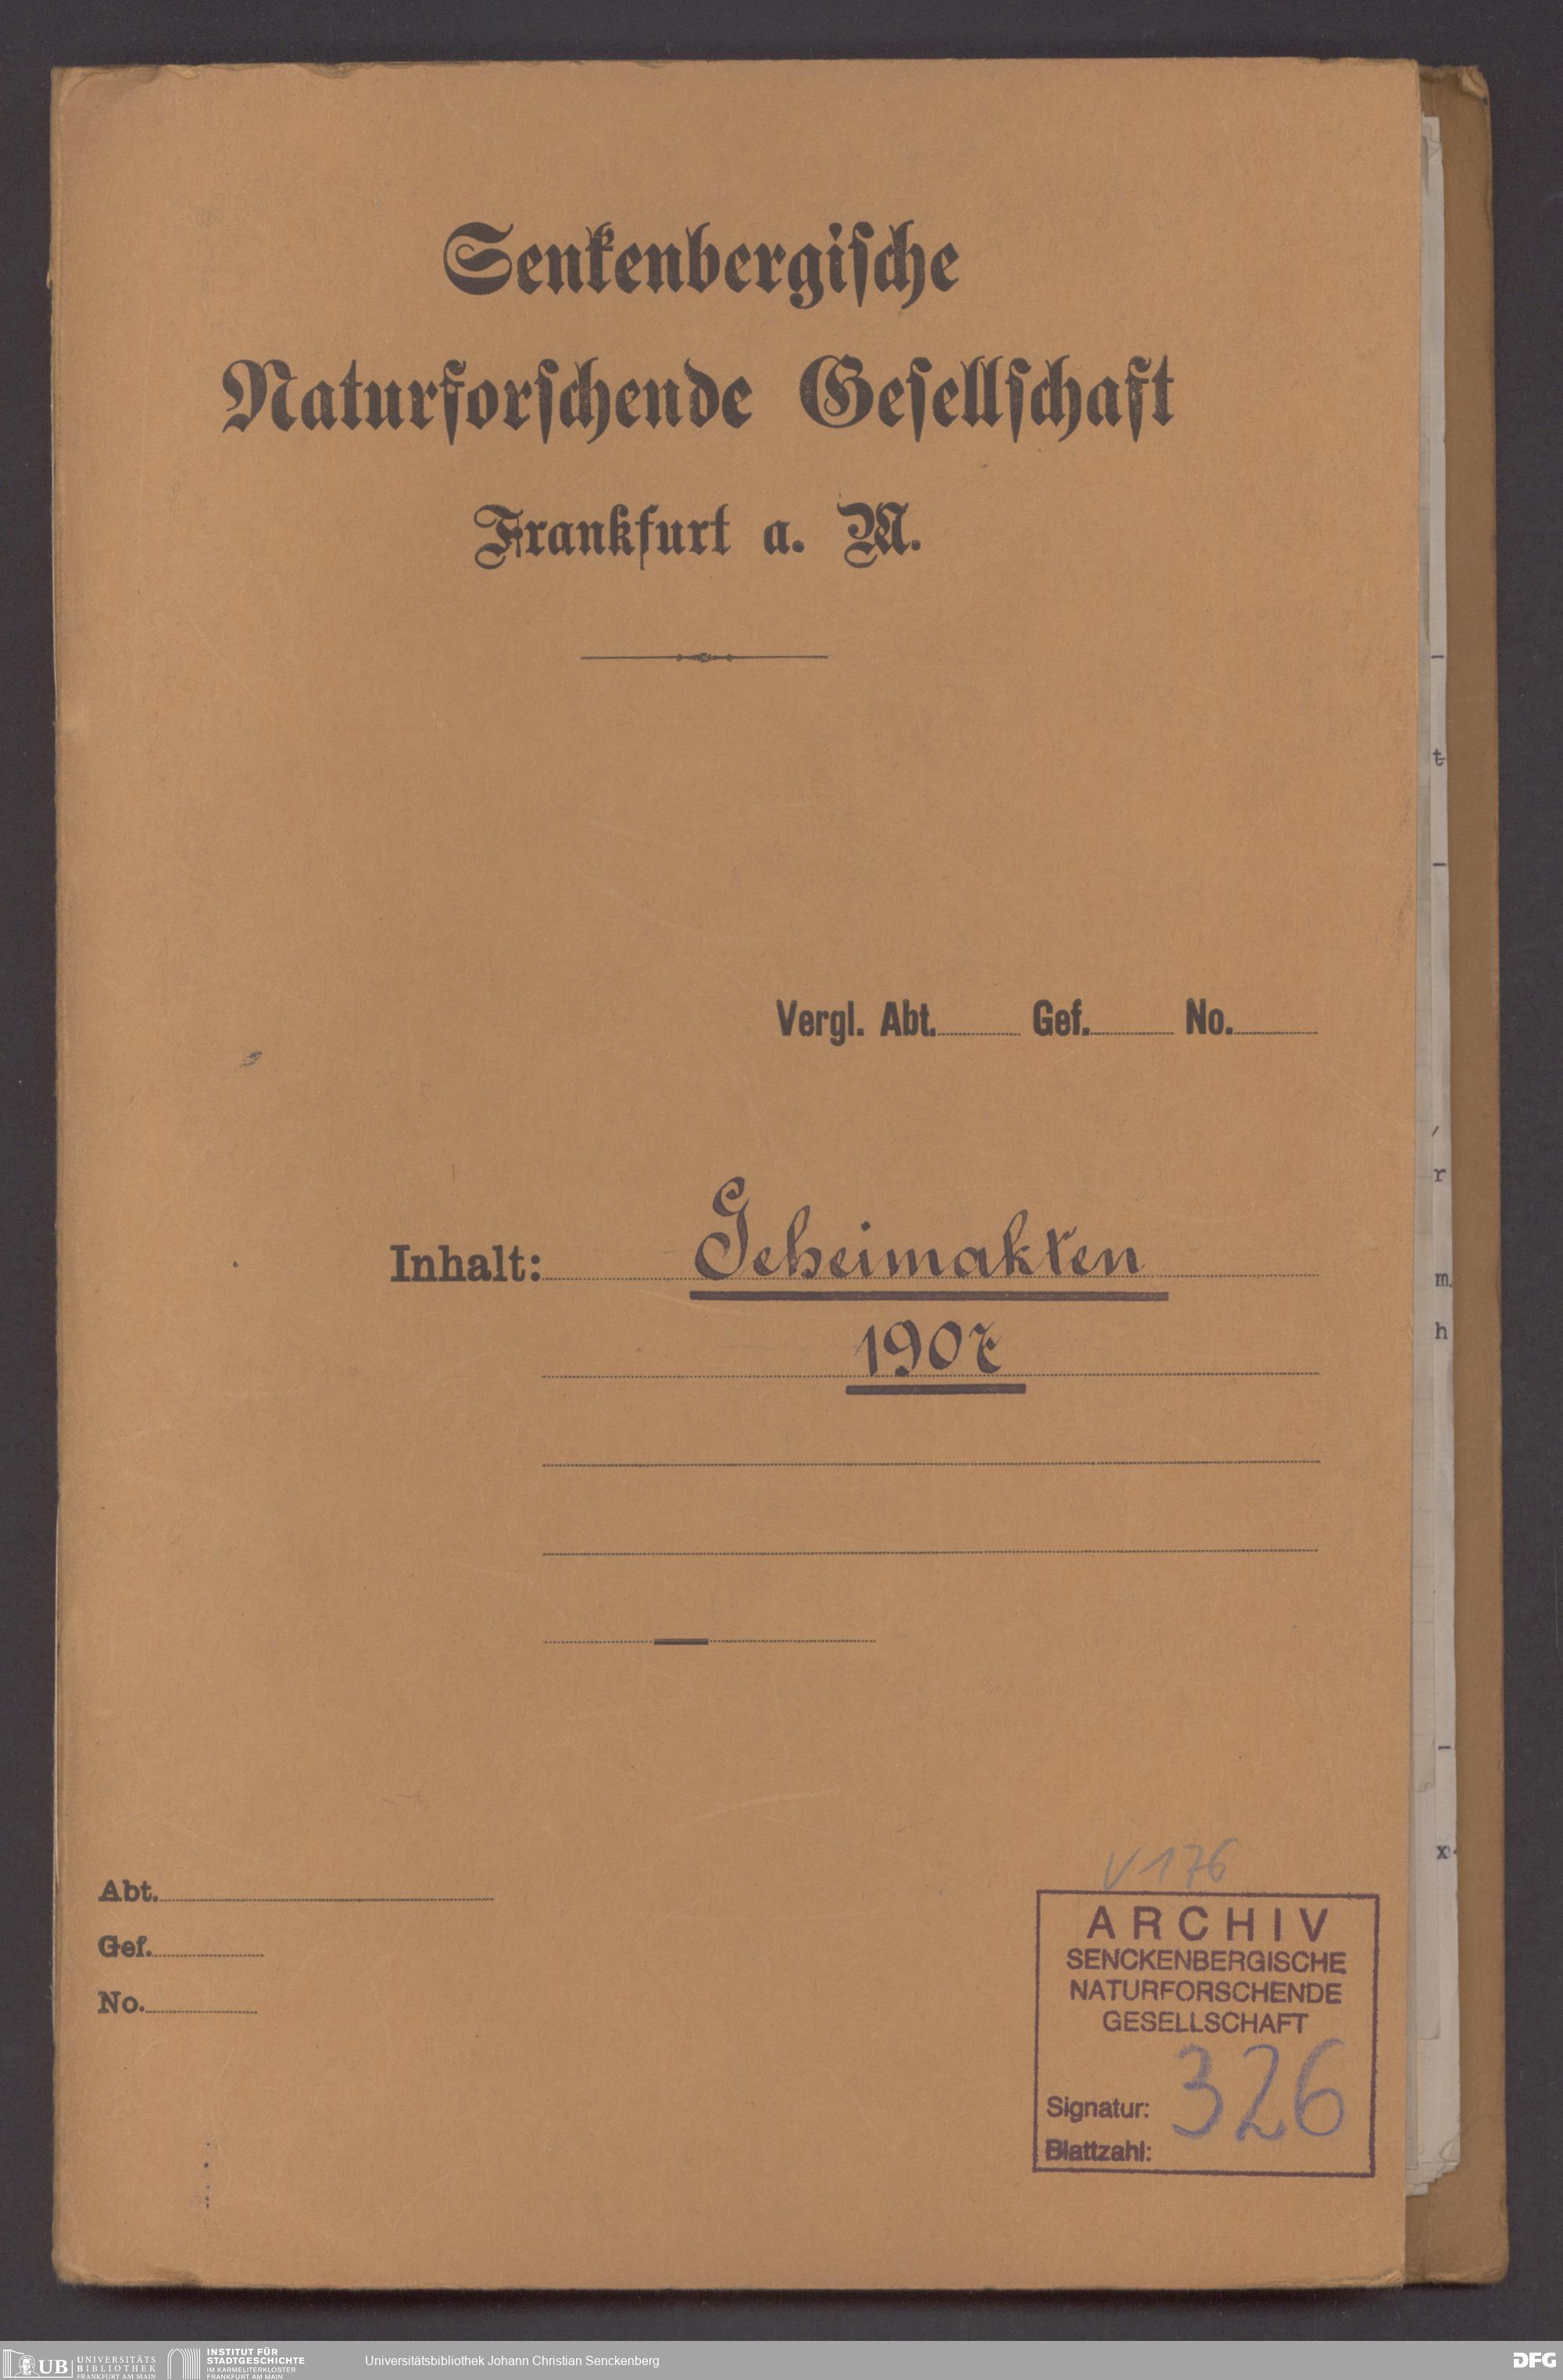 Senkenbergische
Naturforschende Gesellschaft
Frankfurt a. M.
Vergl. Abt. Gef. No.
Inhalt: Geheimakten
1907
Abt.
Gef.
No.
V 176
ARCHIV
SENCKENBERGISCHE
NATURFORSCHENDE
GESELLSCHAFT
Signatur: 326
Blattzahl:
t
r
m.
h
x.
UB UNIVERSITÄTS
BIBLIOTHEK
FRANKFURT AM MAIN
INSTITUT FÜR
STADTGESCHICHTE
IM KARMELITERKLOSTER
FRANKFURT AM MAIN
Universitätsbibliothek Johann Christian Senckenberg
DFG